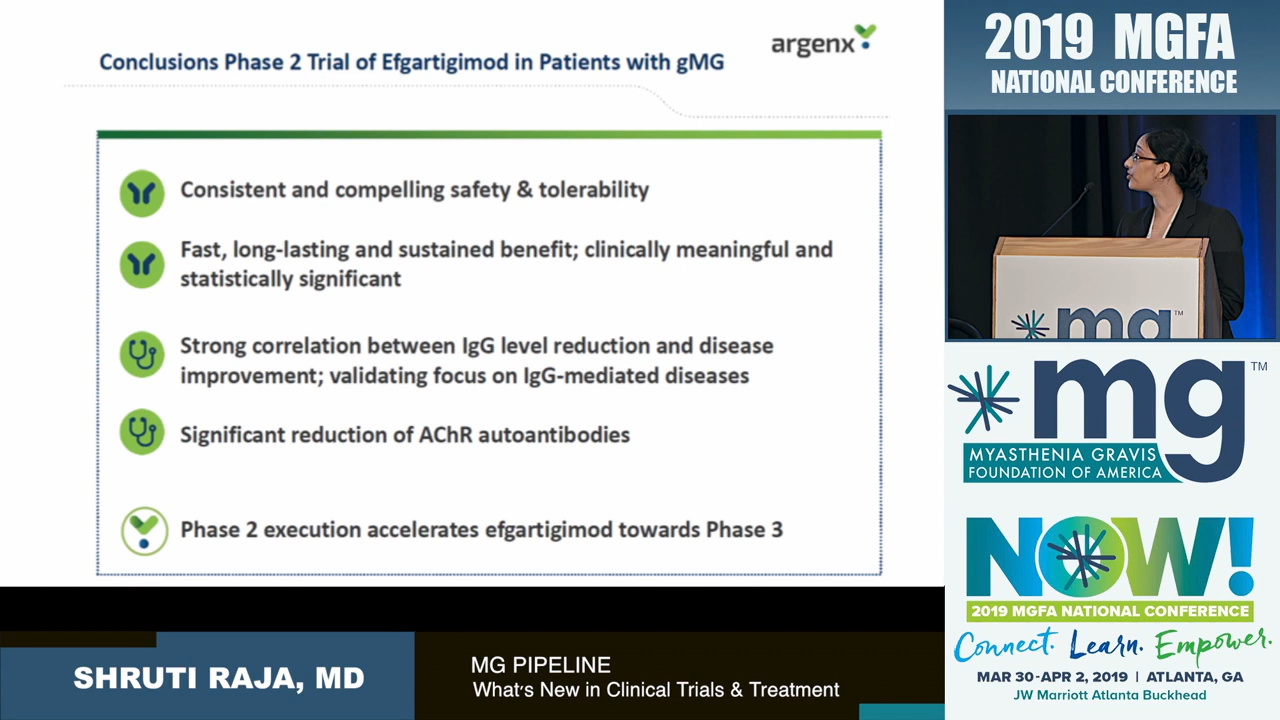 Conclusions Phase 2 Trial of Efgartigimod in Patients with gMG
argenx
Consistent and compelling safety & tolerability
Fast, long-lasting and sustained benefit; clinically meaningful and
statistically significant
Strong correlation between IgG level reduction and disease
improvement; validating focus on IgG-mediated diseases
Significant reduction of AChR autoantibodies
Phase 2 execution accelerates efgartigimod towards Phase 3
SHRUTI RAJA, MD
MG PIPELINE
What's New in Clinical Trials & Treatment
2019 MGFA
NATIONAL CONFERENCE
mg TM
mg TM
MYASTHENIA GRAVIS
FOUNDATION OF AMERICA
NOW!
2019 MGFA NATIONAL CONFERENCE
Connect. Learn. Empower.
MAR 30-APR 2, 2019 | ATLANTA, GA
JW Marriott Atlanta Buckhead